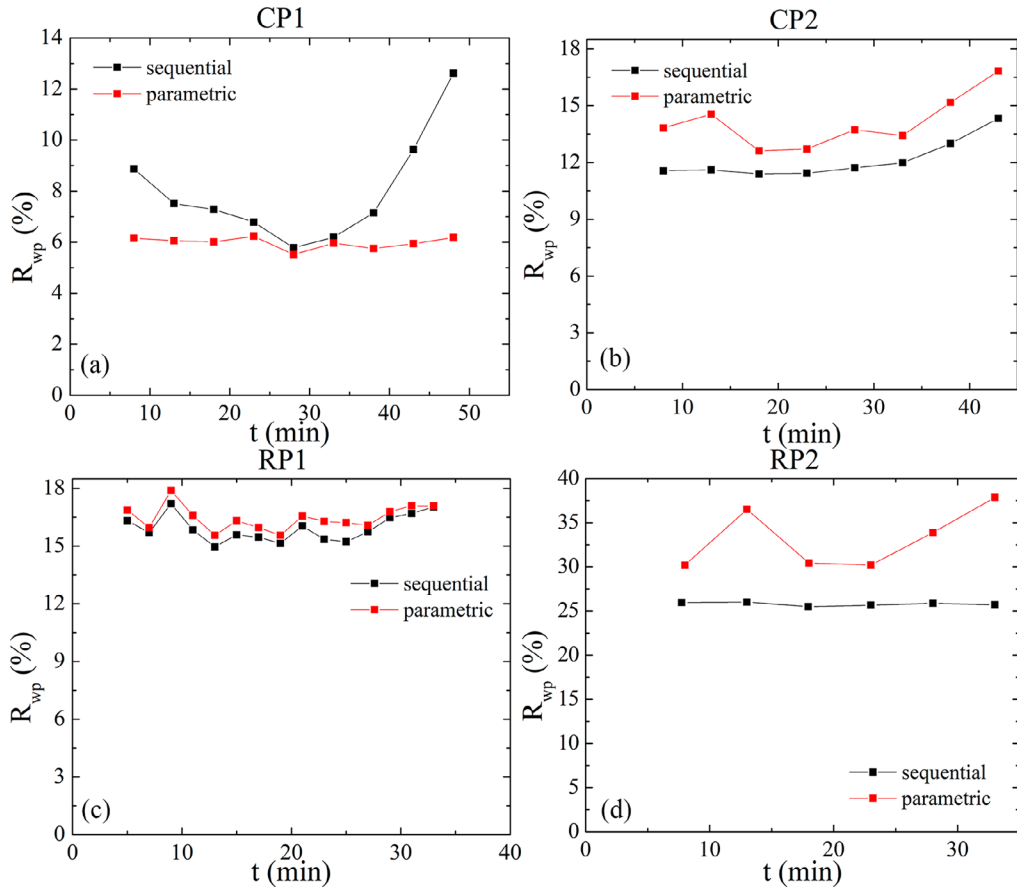 CP1
14
12
10
8
6
4
2
0
R_wp (%)
sequential
parametric
(a)
0 10 20 30 40 50
t (min)
CP2
18
15
12
9
6
3
0
R_wp (%)
sequential
parametric
(b)
0 10 20 30 40
t (min)
RP1
18
15
12
9
6
3
0
R_wp (%)
sequential
parametric
(c)
0 10 20 30 40
t (min)
RP2
40
35
30
25
20
15
10
5
0
R_wp (%)
sequential
parametric
(d)
0 10 20 30
t (min)